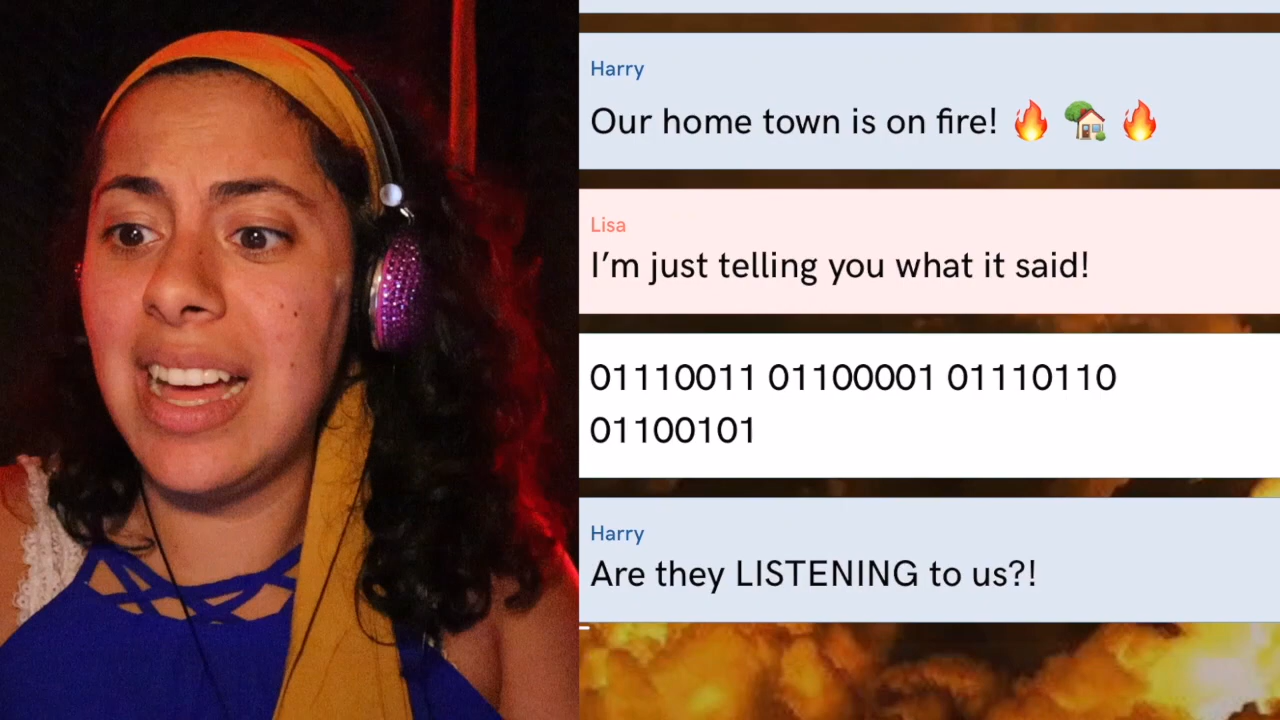 Harry
Our home town is on fire! 🔥 🏡 🔥
Lisa
I’m just telling you what it said!
01110011 01100001 01110110
01100101
Harry
Are they LISTENING to us?!